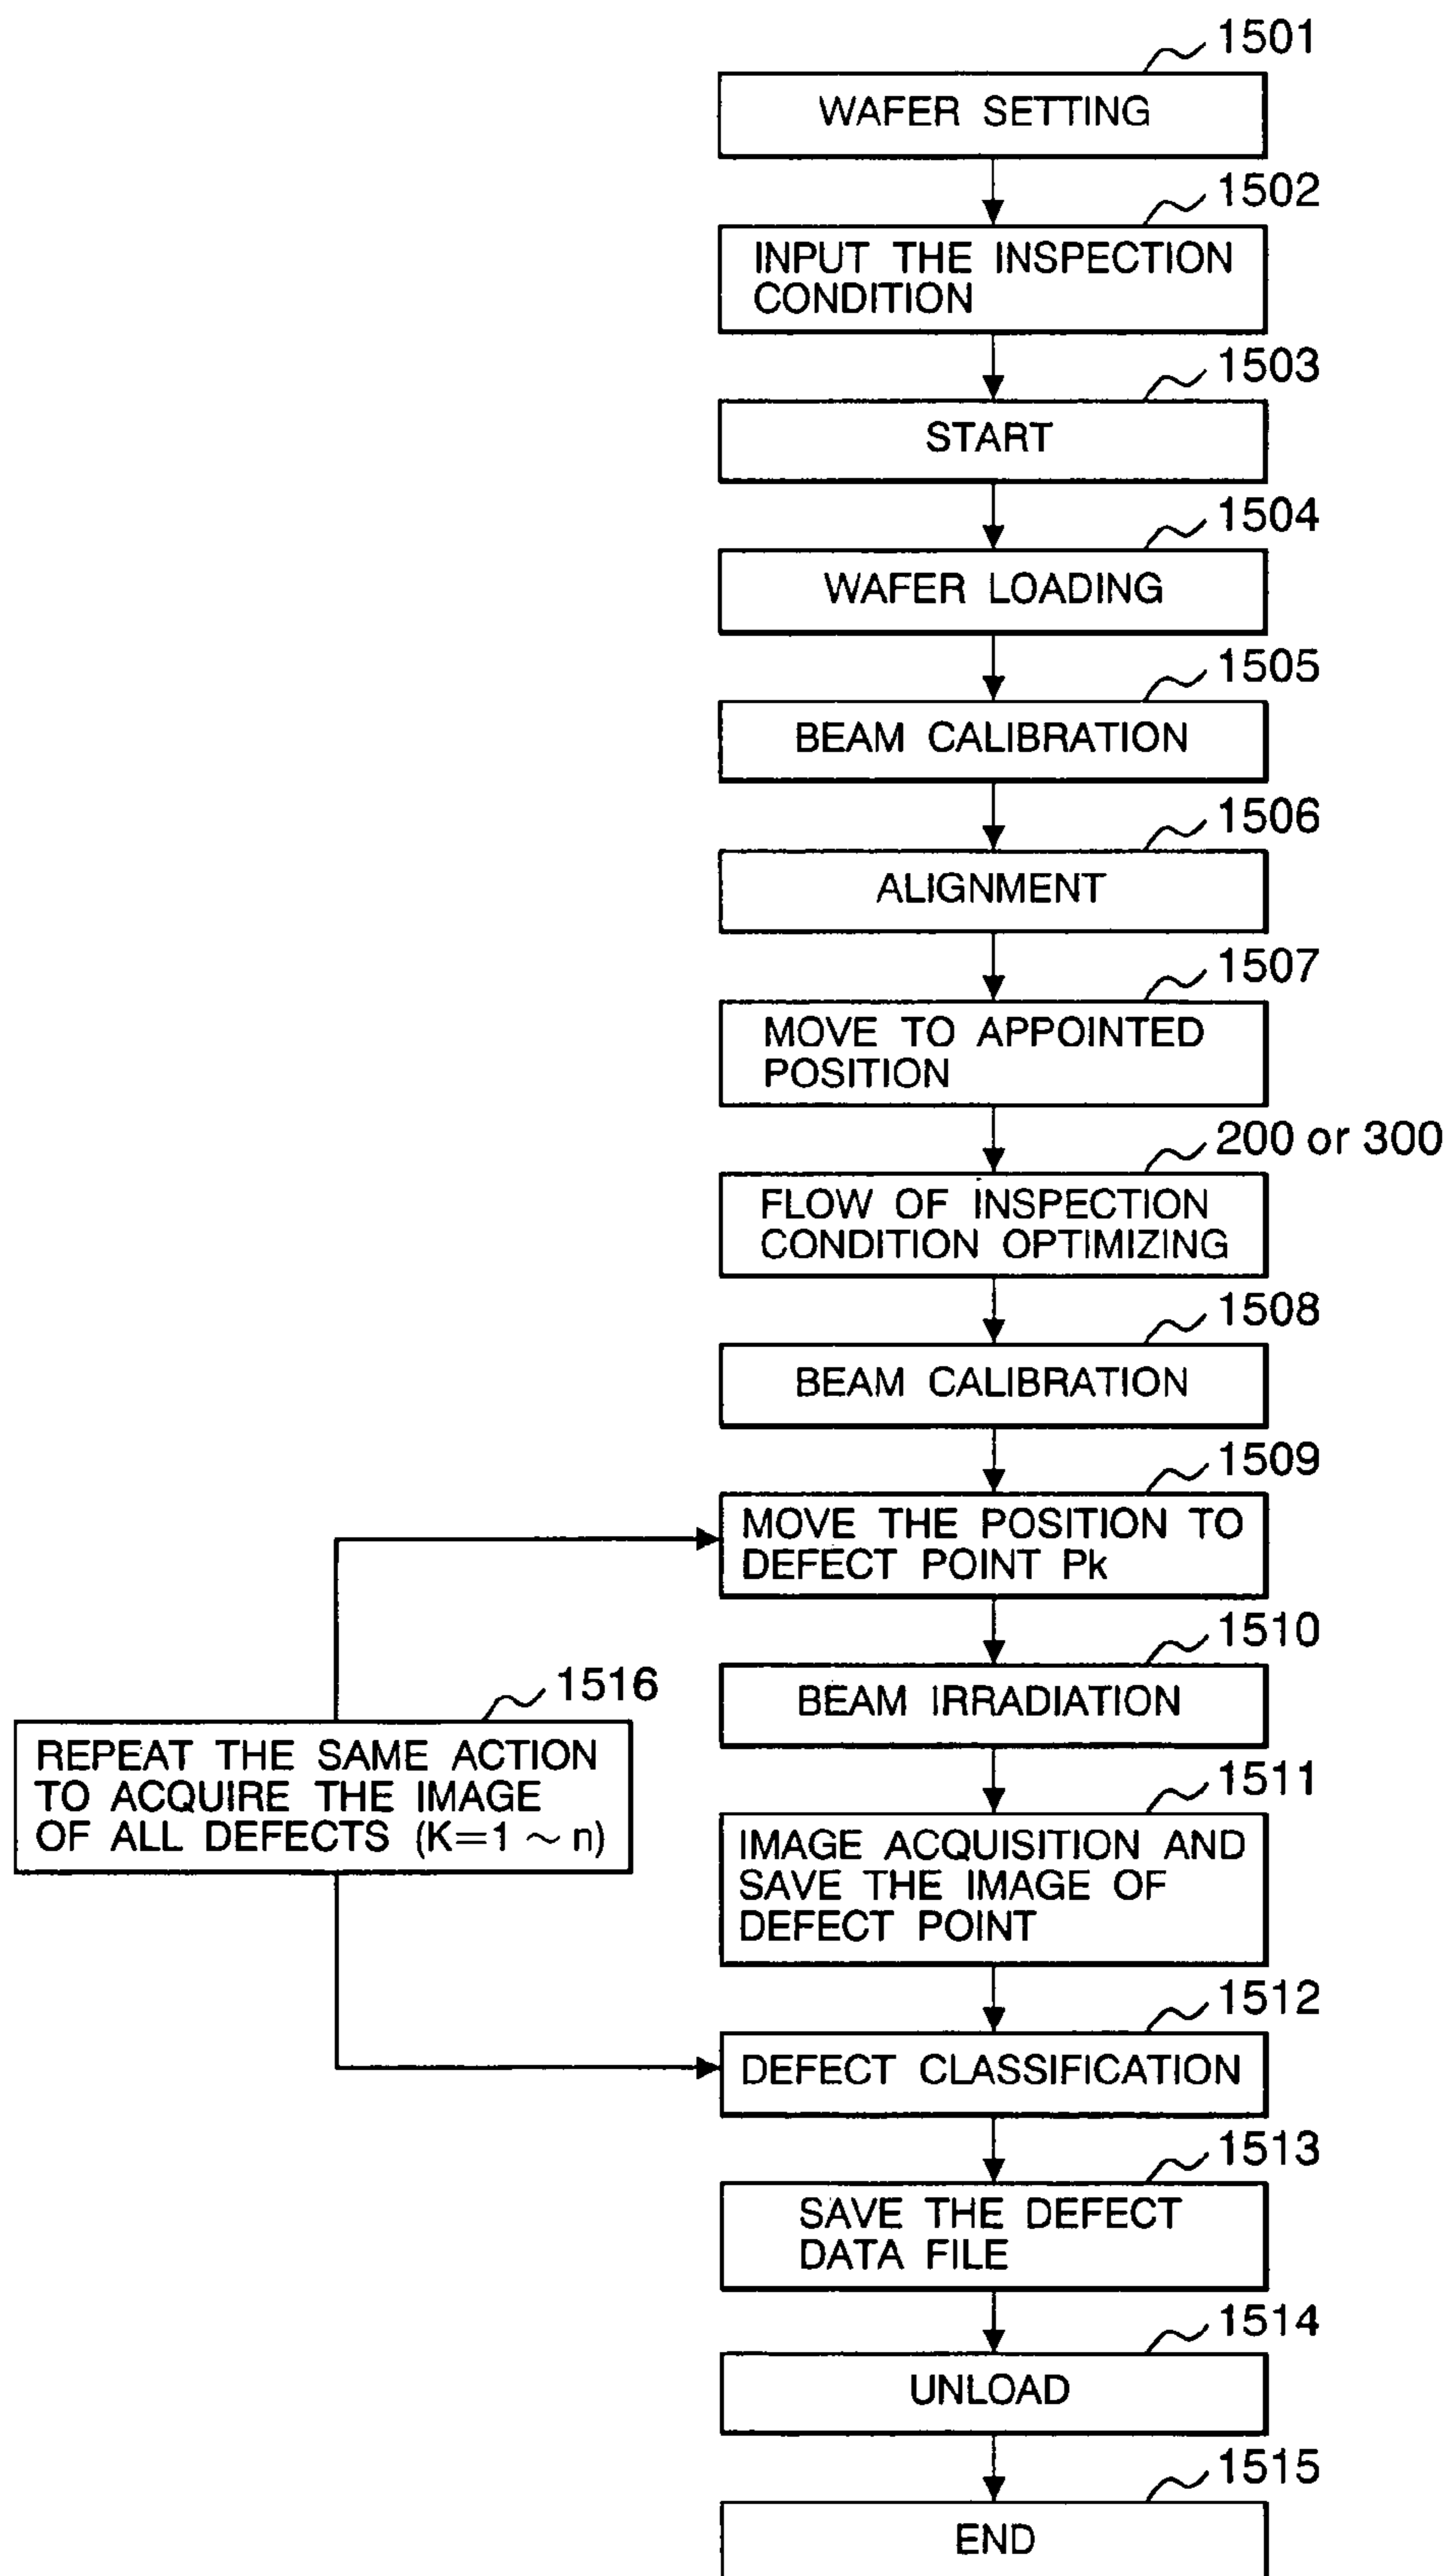 1501
WAFER SETTING
1502
INPUT THE INSPECTION
CONDITION
1503
START
1504
WAFER LOADING
1505
BEAM CALIBRATION
1506
ALIGNMENT
1507
MOVE TO APPOINTED
POSITION
200 or 300
FLOW OF INSPECTION
CONDITION OPTIMIZING
1508
BEAM CALIBRATION
1509
MOVE THE POSITION TO
DEFECT POINT Pk
1510
BEAM IRRADIATION
1516
REPEAT THE SAME ACTION
TO ACQUIRE THE IMAGE
OF ALL DEFECTS (K=1 ~ n)
1511
IMAGE ACQUISITION AND
SAVE THE IMAGE OF
DEFECT POINT
1512
DEFECT CLASSIFICATION
1513
SAVE THE DEFECT
DATA FILE
1514
UNLOAD
1515
END